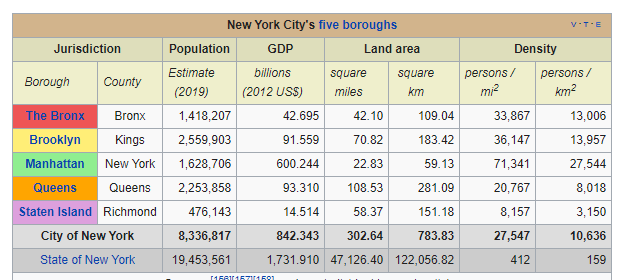 New York City's five boroughs V · T · E
Jurisdiction Population GDP Land area Density
Borough County Estimate (2019) billions (2012 US$) square miles square km persons / mi2 persons / km2
The Bronx Bronx 1,418,207 42.695 42.10 109.04 33,867 13,006
Brooklyn Kings 2,559,903 91.559 70.82 183.42 36,147 13,957
Manhattan New York 1,628,706 600.244 22.83 59.13 71,341 27,544
Queens Queens 2,253,858 93.310 108.53 281.09 20,767 8,018
Staten Island Richmond 476,143 14.514 58.37 151.18 8,157 3,150
City of New York 8,336,817 842.343 302.64 783.83 27,547 10,636
State of New York 19,453,561 1,731.910 47,126.40 122,056.82 412 159